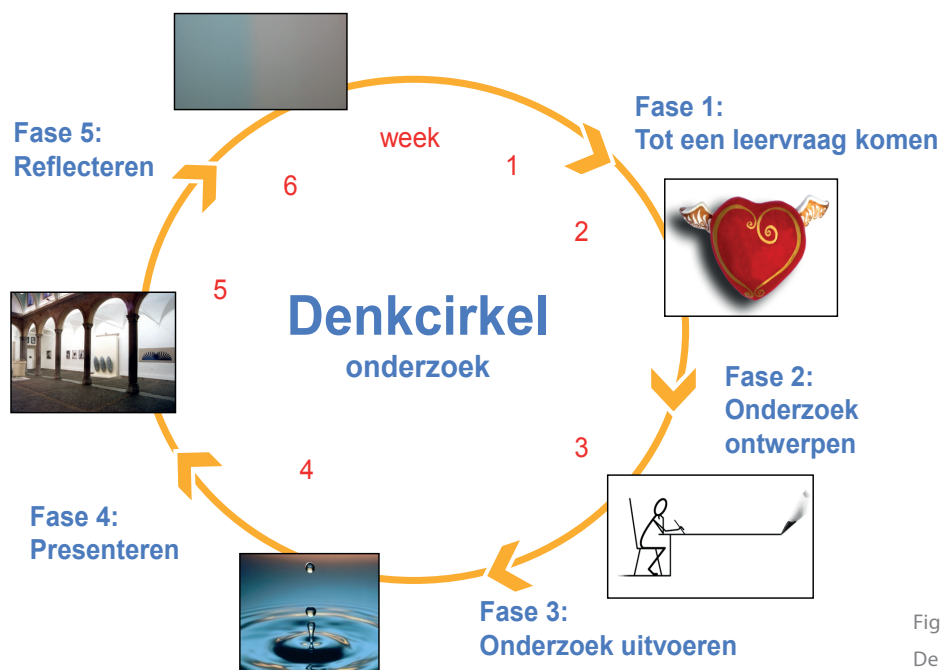 week
1
2
3
4
5
6
Denkcirkel
onderzoek
Fase 1:
Tot een leervraag komen
Fase 2:
Onderzoek
ontwerpen
Fase 3:
Onderzoek uitvoeren
Fase 4:
Presenteren
Fase 5:
Reflecteren
Fig
De